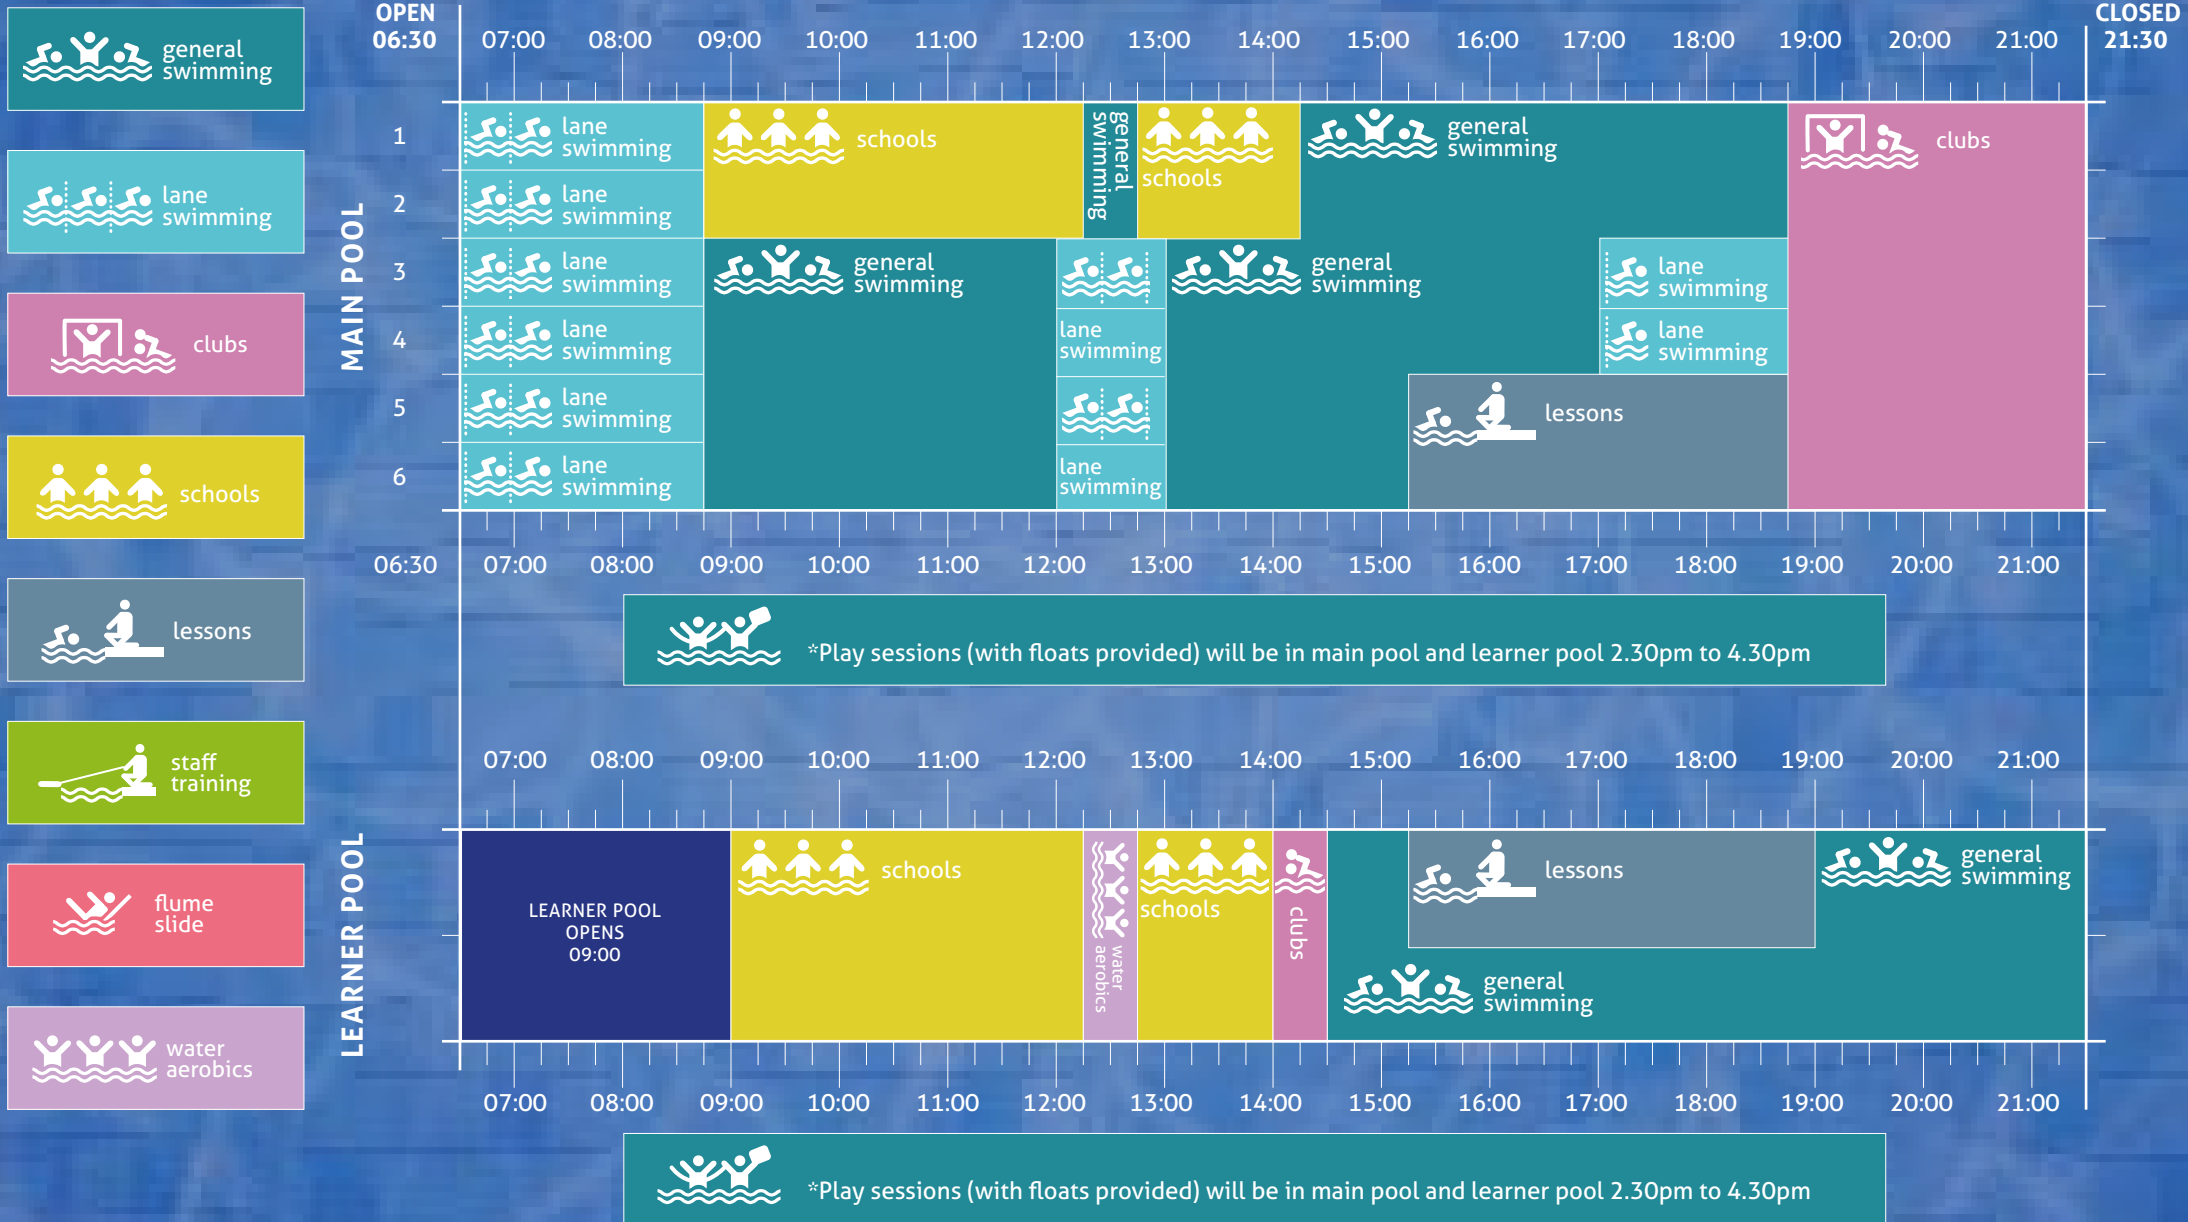 general
swimming
lane
swimming
clubs
schools
lessons
staff
training
flume
slide
water
aerobics
OPEN
06:30
07:00 08:00 09:00 10:00 11:00 12:00 13:00 14:00 15:00 16:00 17:00 18:00 19:00 20:00 21:00
CLOSED
21:30
MAIN POOL
1
2
3
4
5
6
lane
swimming
lane
swimming
lane
swimming
lane
swimming
lane
swimming
lane
swimming
schools
general
swimming
schools
general
swimming
clubs
general
swimming
lane
swimming
lane
swimming
general
swimming
lane
swimming
lane
swimming
lessons
06:30 07:00 08:00 09:00 10:00 11:00 12:00 13:00 14:00 15:00 16:00 17:00 18:00 19:00 20:00 21:00
*Play sessions (with floats provided) will be in main pool and learner pool 2.30pm to 4.30pm
07:00 08:00 09:00 10:00 11:00 12:00 13:00 14:00 15:00 16:00 17:00 18:00 19:00 20:00 21:00
LEARNER POOL
LEARNER POOL
OPENS
09:00
schools
water
aerobics
schools
clubs
lessons
general
swimming
general
swimming
07:00 08:00 09:00 10:00 11:00 12:00 13:00 14:00 15:00 16:00 17:00 18:00 19:00 20:00 21:00
*Play sessions (with floats provided) will be in main pool and learner pool 2.30pm to 4.30pm